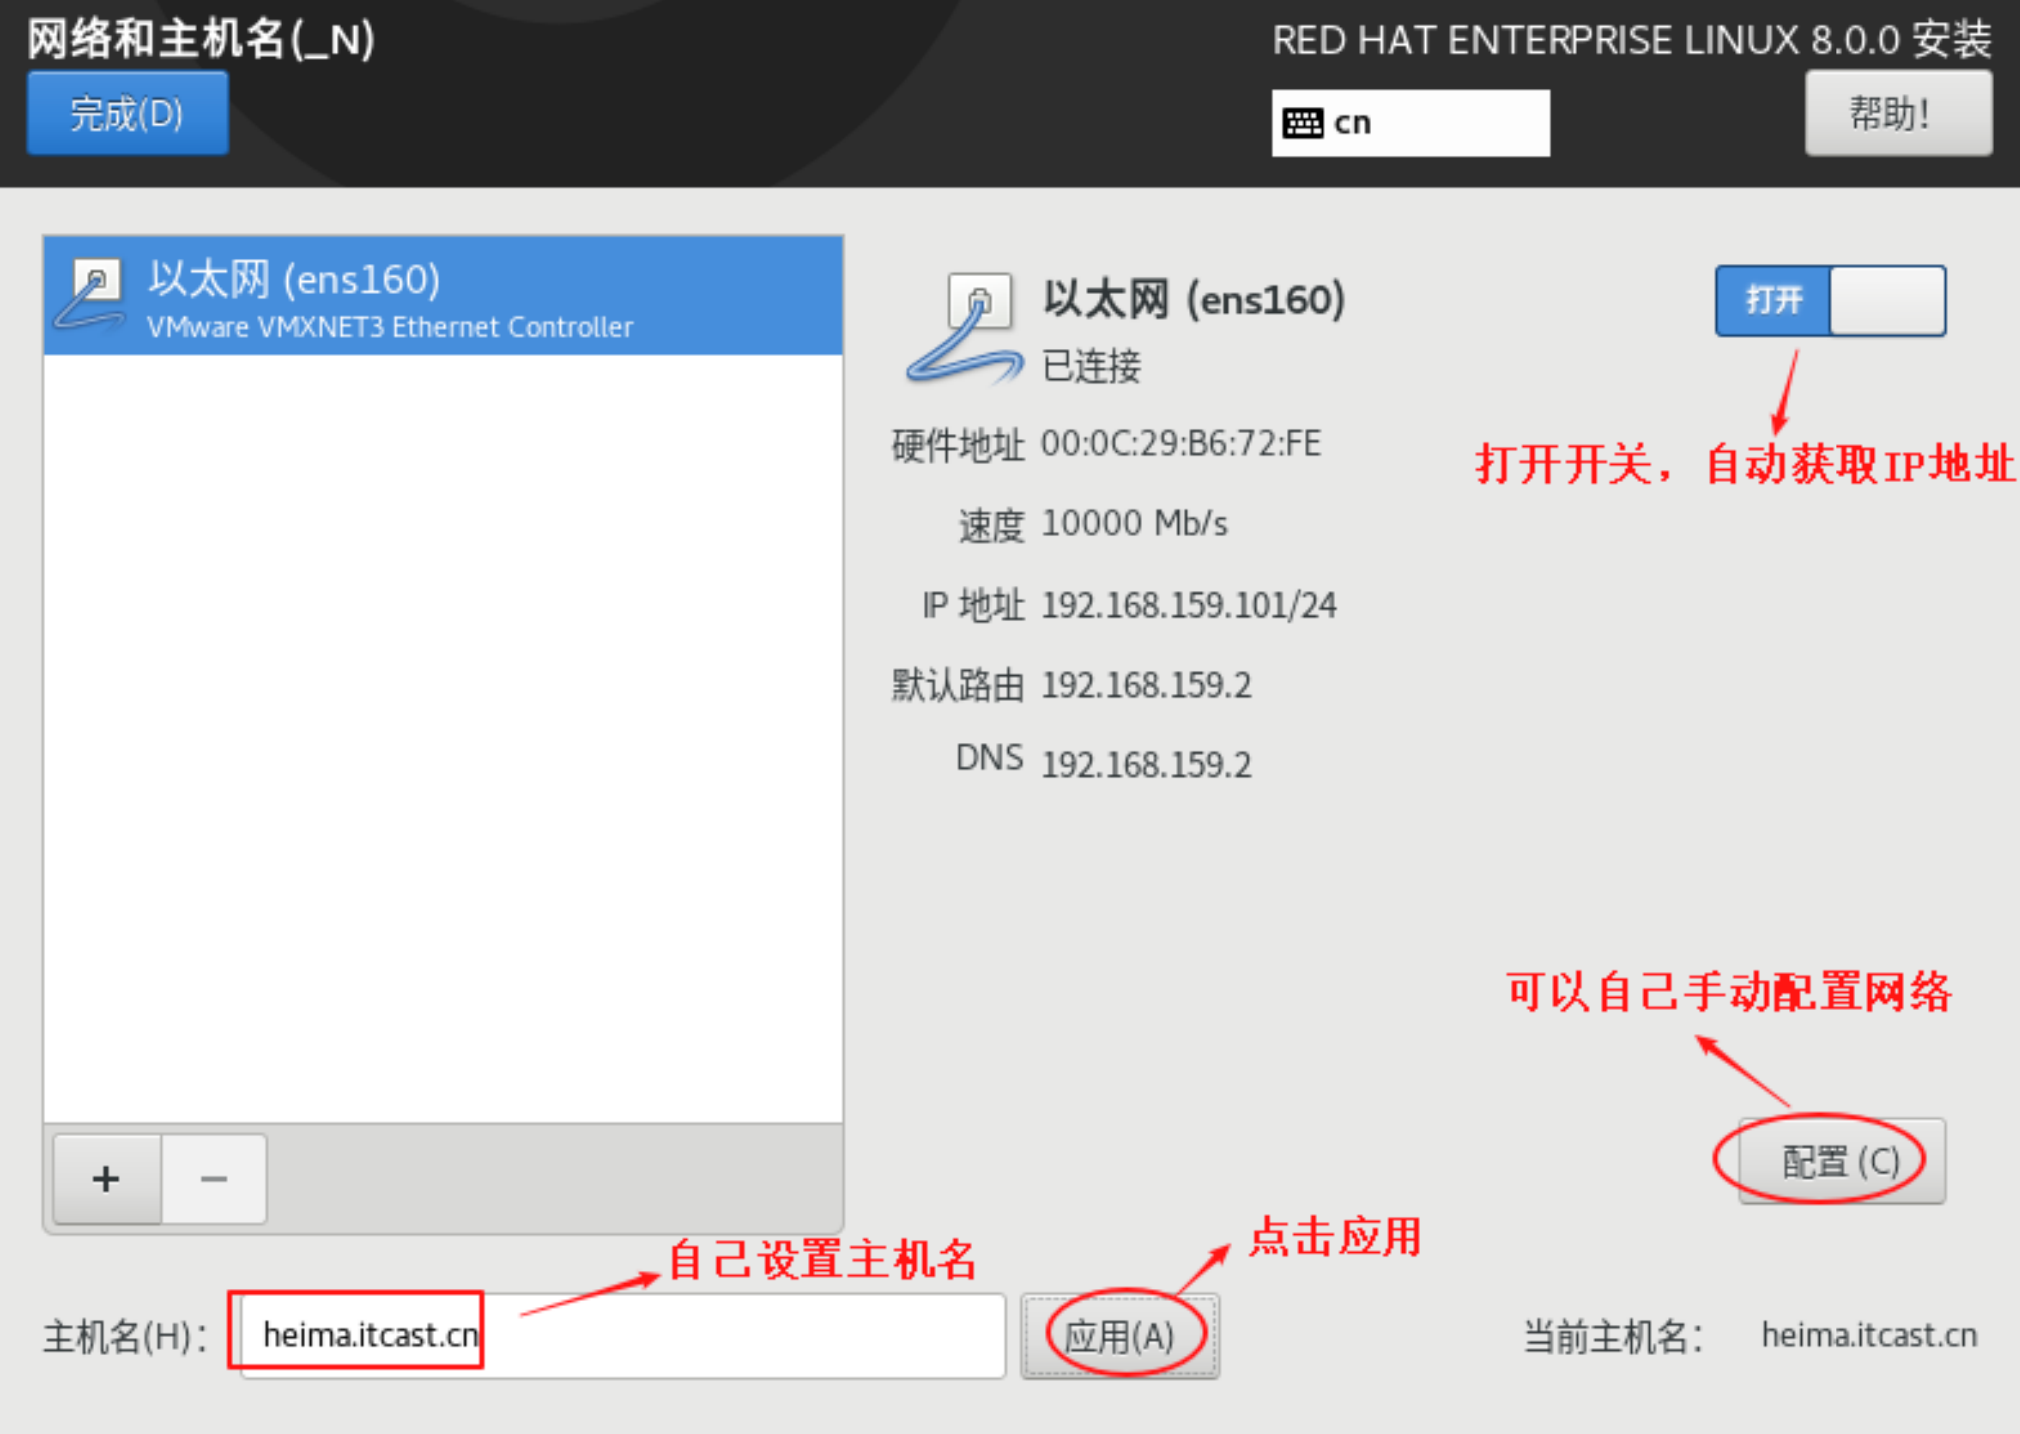 网络和主机名(_N)
RED HAT ENTERPRISE LINUX 8.0.0 安装
完成(D)
cn
帮助！
以太网 (ens160)
VMware VMXNET3 Ethernet Controller
以太网 (ens160)
已连接
打开
打开开关，自动获取IP地址
硬件地址 00:0C:29:B6:72:FE
速度 10000 Mb/s
IP 地址 192.168.159.101/24
默认路由 192.168.159.2
DNS 192.168.159.2
可以自己手动配置网络
配置 (C)
+ −
自己设置主机名
点击应用
主机名(H)： heima.itcast.cn
应用(A)
当前主机名： heima.itcast.cn